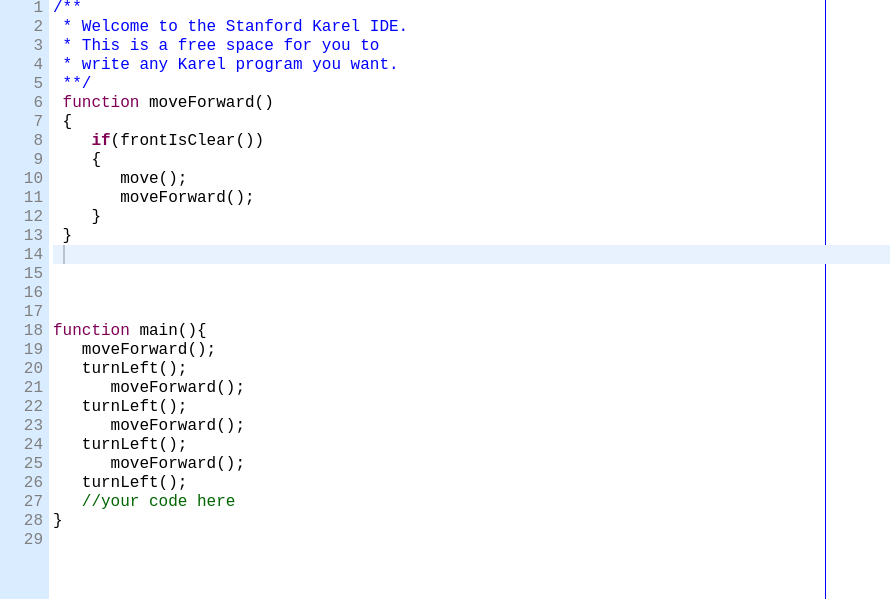 1 /**
2  * Welcome to the Stanford Karel IDE.
3  * This is a free space for you to
4  * write any Karel program you want.
5  **/
6  function moveForward()
7  {
8     if(frontIsClear())
9     {
10        move();
11        moveForward();
12     }
13  }
14
15
16
17
18 function main(){
19    moveForward();
20    turnLeft();
21       moveForward();
22    turnLeft();
23       moveForward();
24    turnLeft();
25       moveForward();
26    turnLeft();
27    //your code here
28 }
29